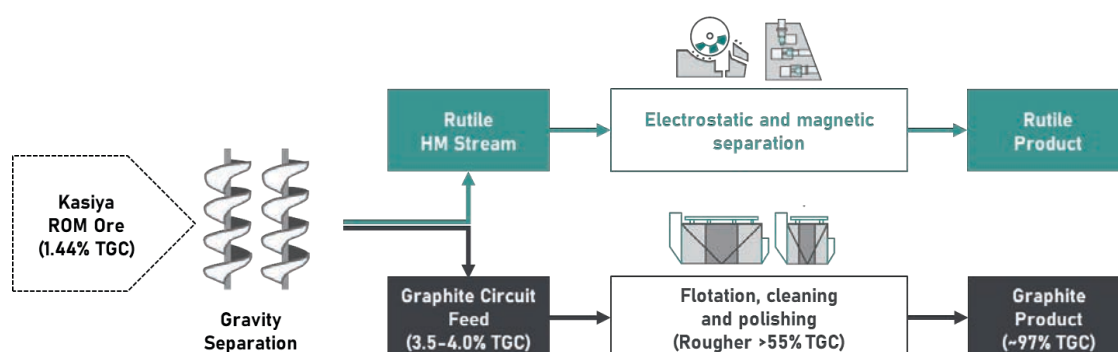 Kasiya
ROM Ore
(1.44% TGC)
Gravity
Separation
Rutile
HM Stream
Electrostatic and magnetic
separation
Rutile
Product
Graphite Circuit
Feed
(3.5–4.0% TGC)
Flotation, cleaning
and polishing
(Rougher >55% TGC)
Graphite
Product
(~97% TGC)